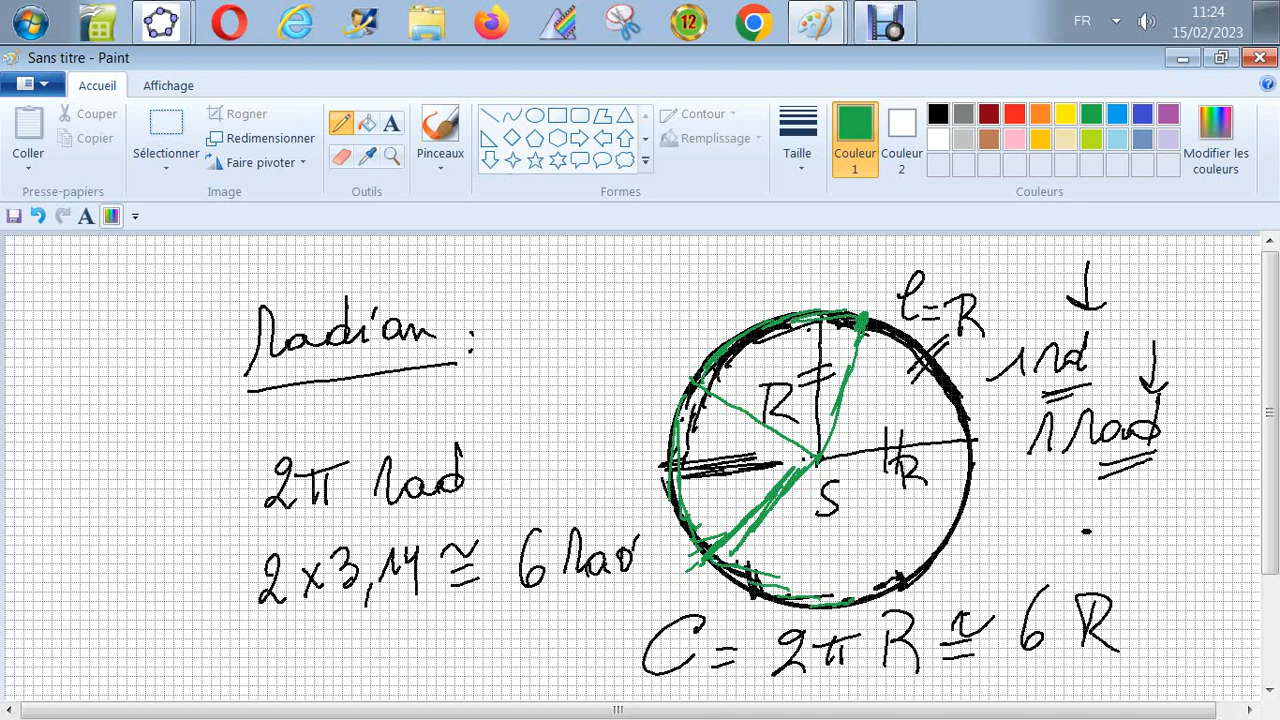 12
FR
11:24
15/02/2023
Sans titre - Paint
Accueil
Affichage
Coller
Couper
Copier
Presse-papiers
Sélectionner
Rogner
Redimensionner
Faire pivoter
Image
A
Outils
Pinceaux
Contour
Remplissage
Formes
Taille
Couleur 1
Couleur 2
Modifier les couleurs
Couleurs
A
Radian :
2π rad
2 x 3,14 ≅ 6 rad
l = R
1 rd
1 rad
R
R
S
C = 2π R ≅ 6 R